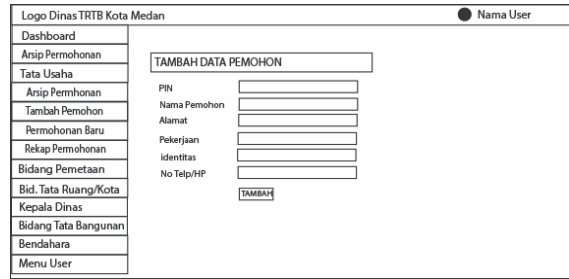 Logo Dinas TRTB Kota Medan
Nama User
Dashboard
Arsip Permohonan
Tata Usaha
Arsip Permhonan
Tambah Pemohon
Permohonan Baru
Rekap Permohonan
Bidang Pemetaan
Bid. Tata Ruang/Kota
Kepala Dinas
Bidang Tata Bangunan
Bendahara
Menu User
TAMBAH DATA PEMOHON
PIN
Nama Pemohon
Alamat
Pekerjaan
identitas
No Telp/HP
TAMBAH